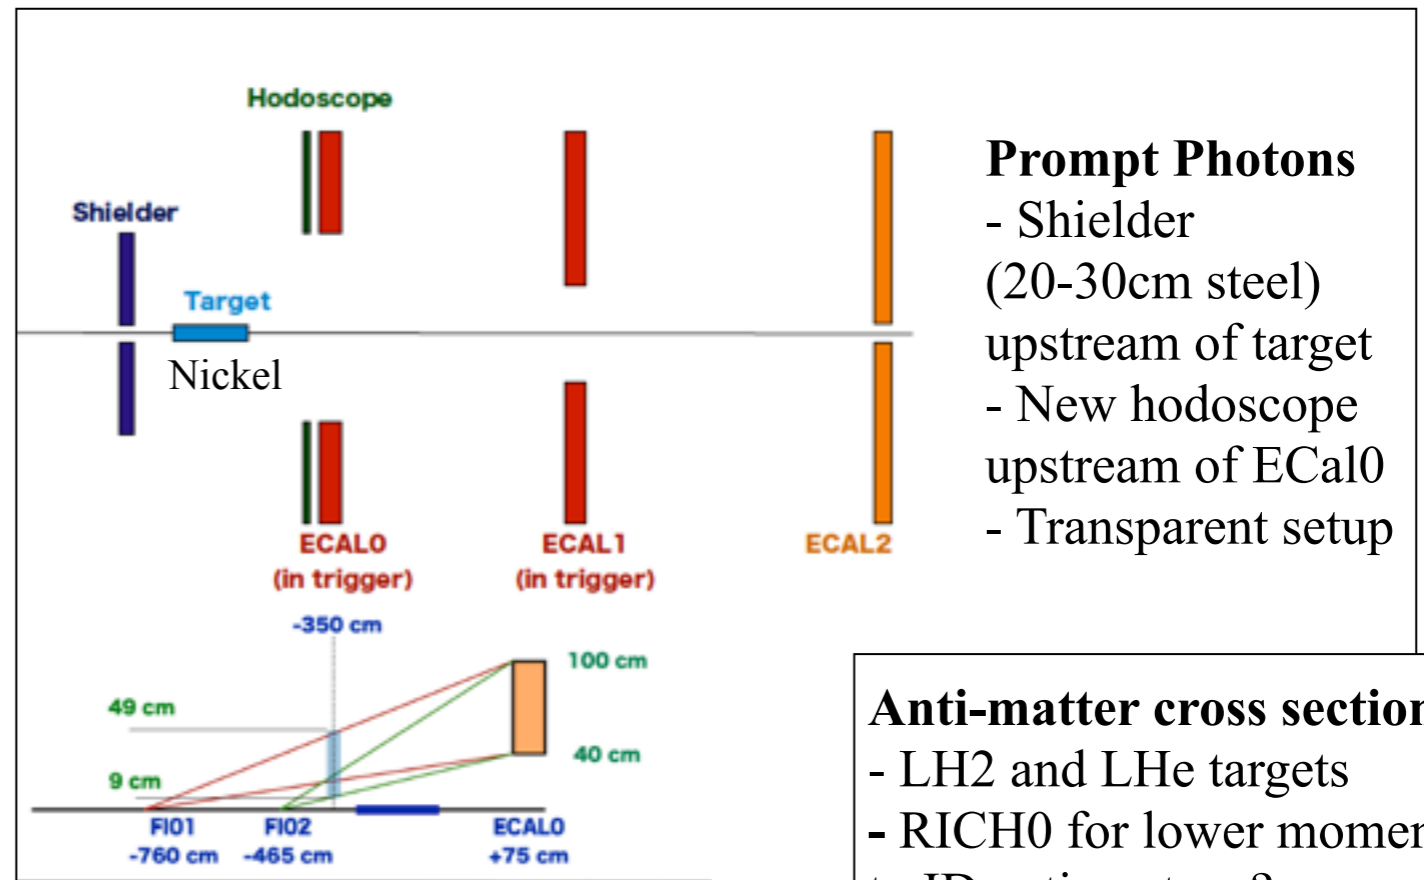 Hodoscope
Shielder
Target
Nickel
ECAL0
(in trigger)
ECAL1
(in trigger)
ECAL2
Prompt Photons
- Shielder
(20-30cm steel)
upstream of target
- New hodoscope
upstream of ECal0
- Transparent setup
-350 cm
100 cm
49 cm
40 cm
9 cm
FI01
-760 cm
FI02
-465 cm
ECAL0
+75 cm
Anti-matter cross section
- LH2 and LHe targets
- RICH0 for lower momen